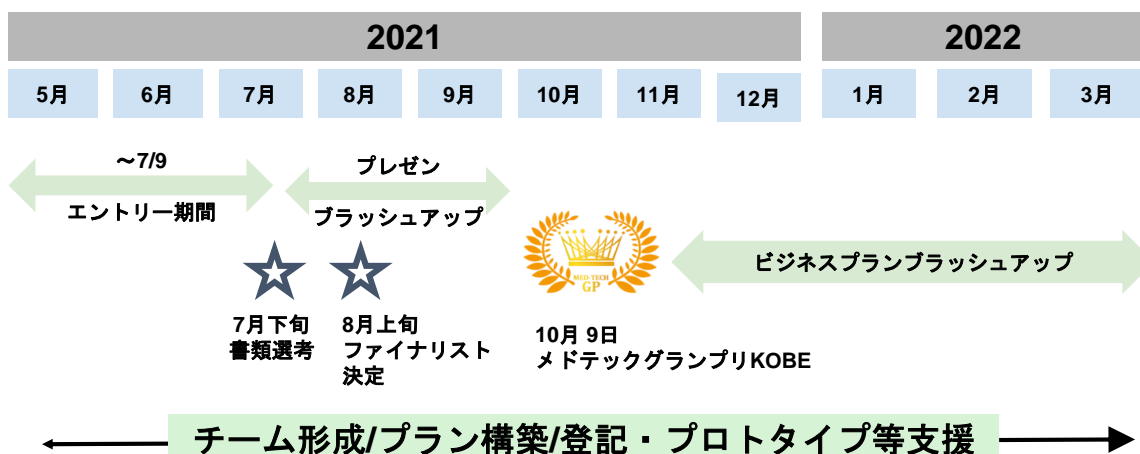 2021
2022
5月
6月
7月
8月
9月
10月
11月
12月
1月
2月
3月
～7/9
エントリー期間
プレゼン
ブラッシュアップ
MED-TECH
GP
ビジネスプランブラッシュアップ
7月下旬
書類選考
8月上旬
ファイナリスト
決定
10月 9日
メドテックグランプリKOBE
チーム形成/プラン構築/登記・プロトタイプ等支援